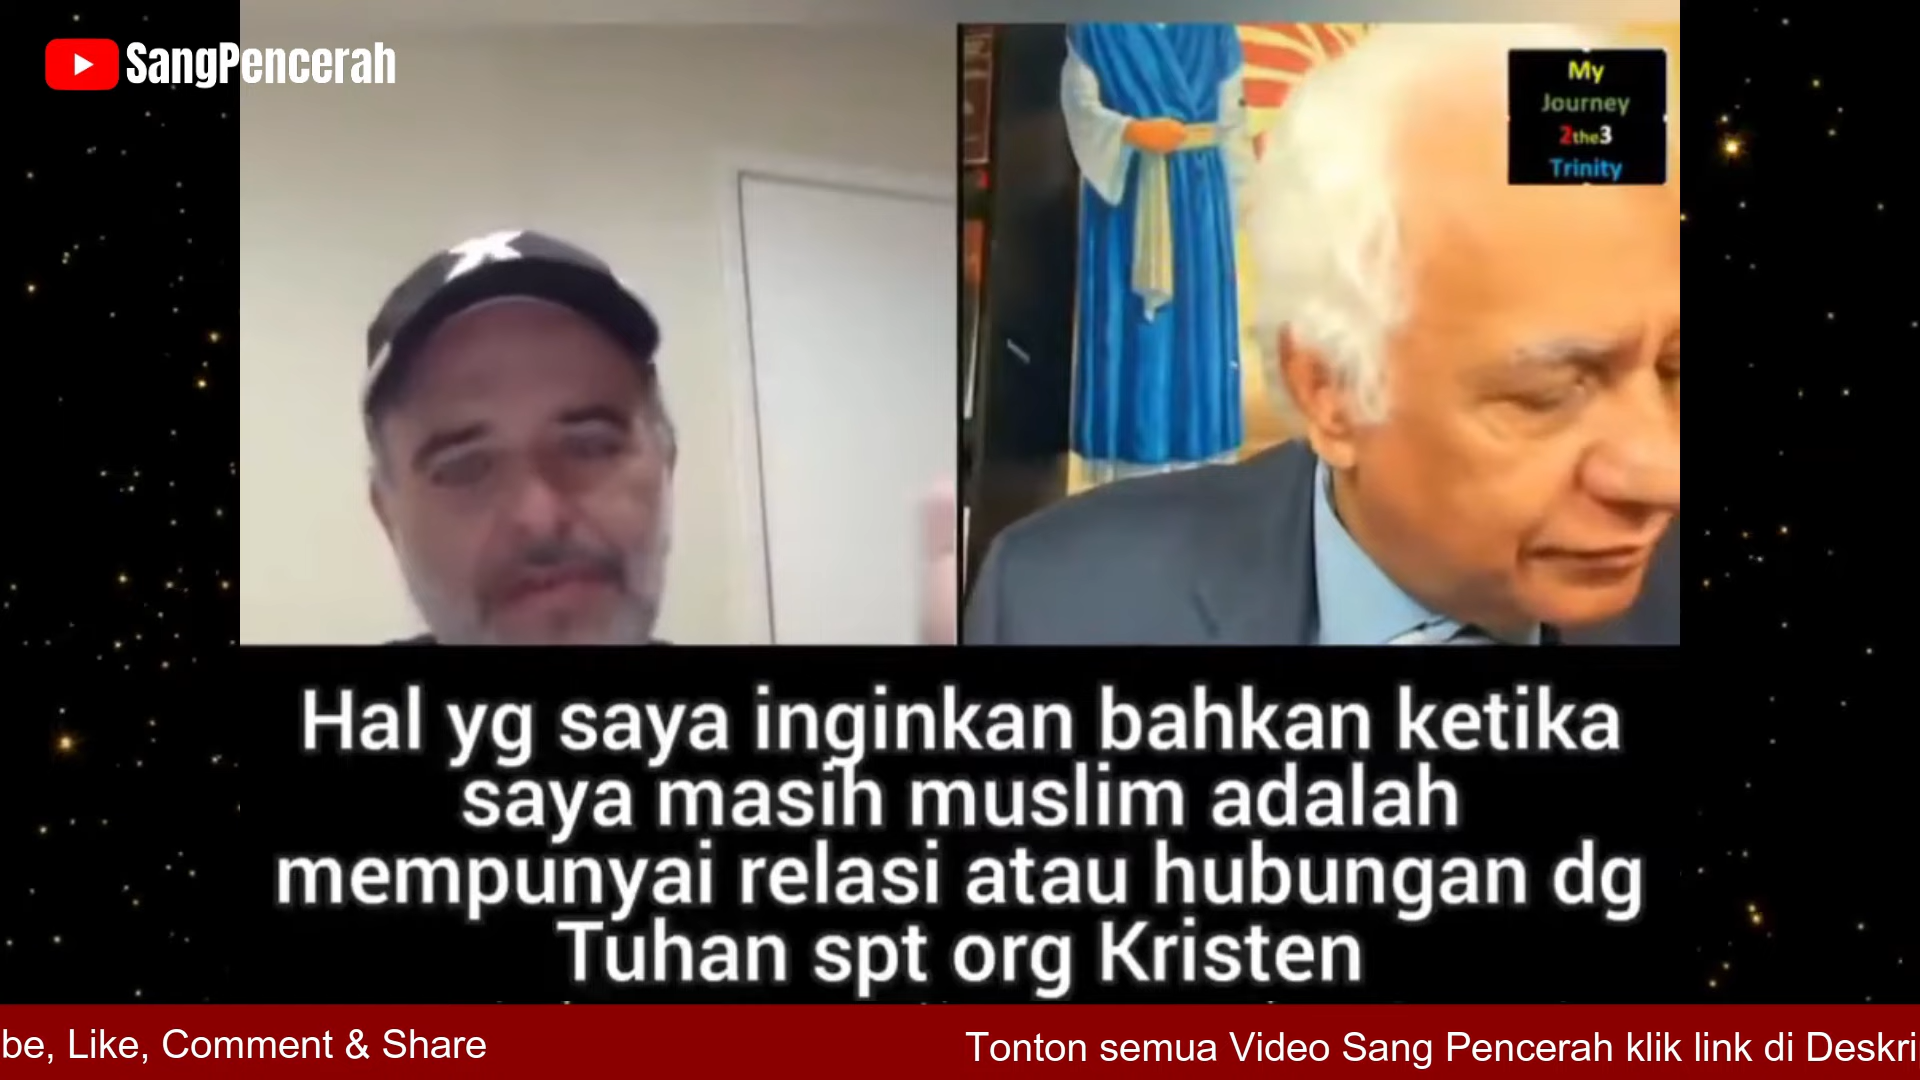 SangPencerah
My
Journey
2the3
Trinity
Hal yg saya inginkan bahkan ketika
saya masih muslim adalah
mempunyai relasi atau hubungan dg
Tuhan spt org Kristen
be, Like, Comment & Share
Tonton semua Video Sang Pencerah klik link di Deskri